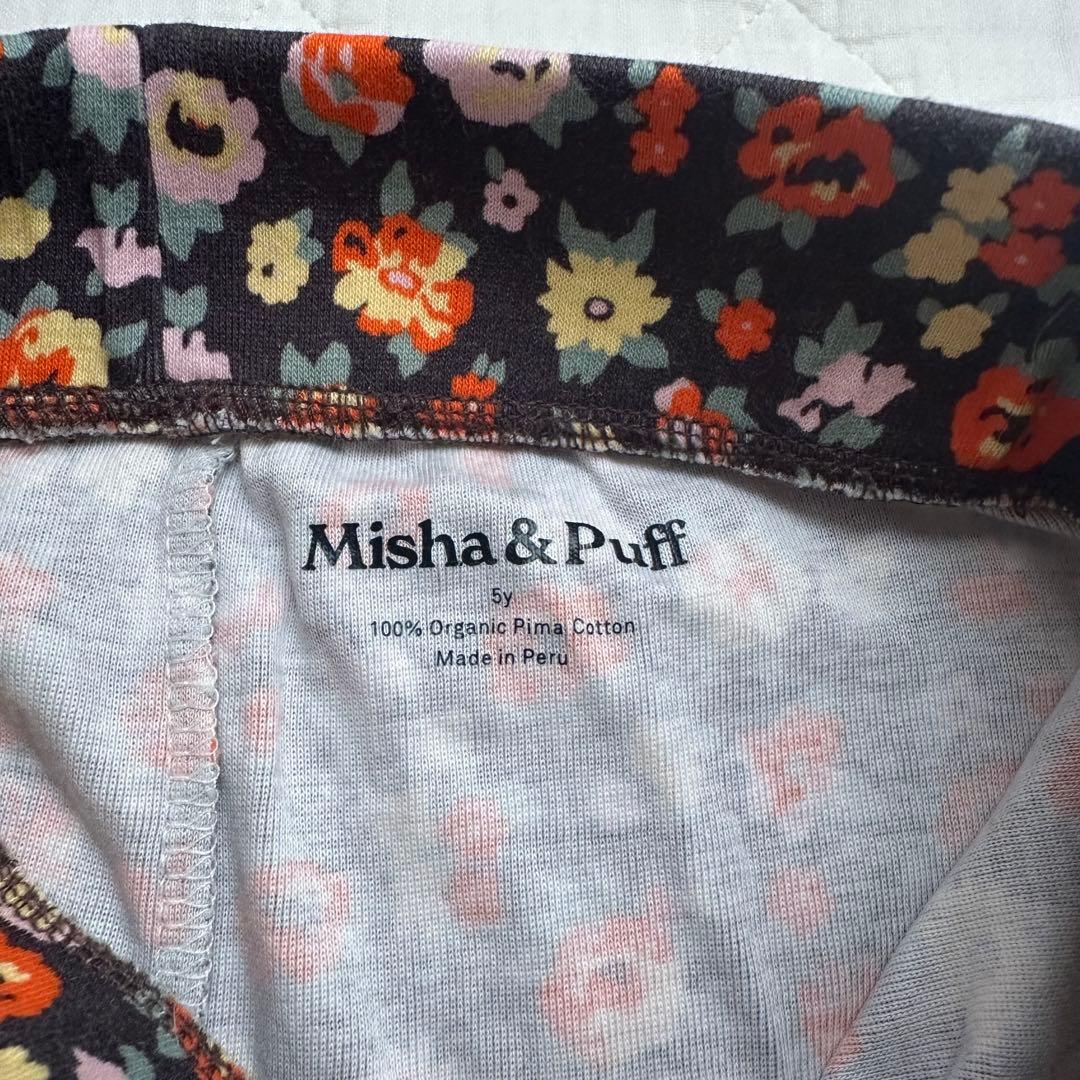 Misha & Puff
5y
100% Organic Pima Cotton
Made in Peru